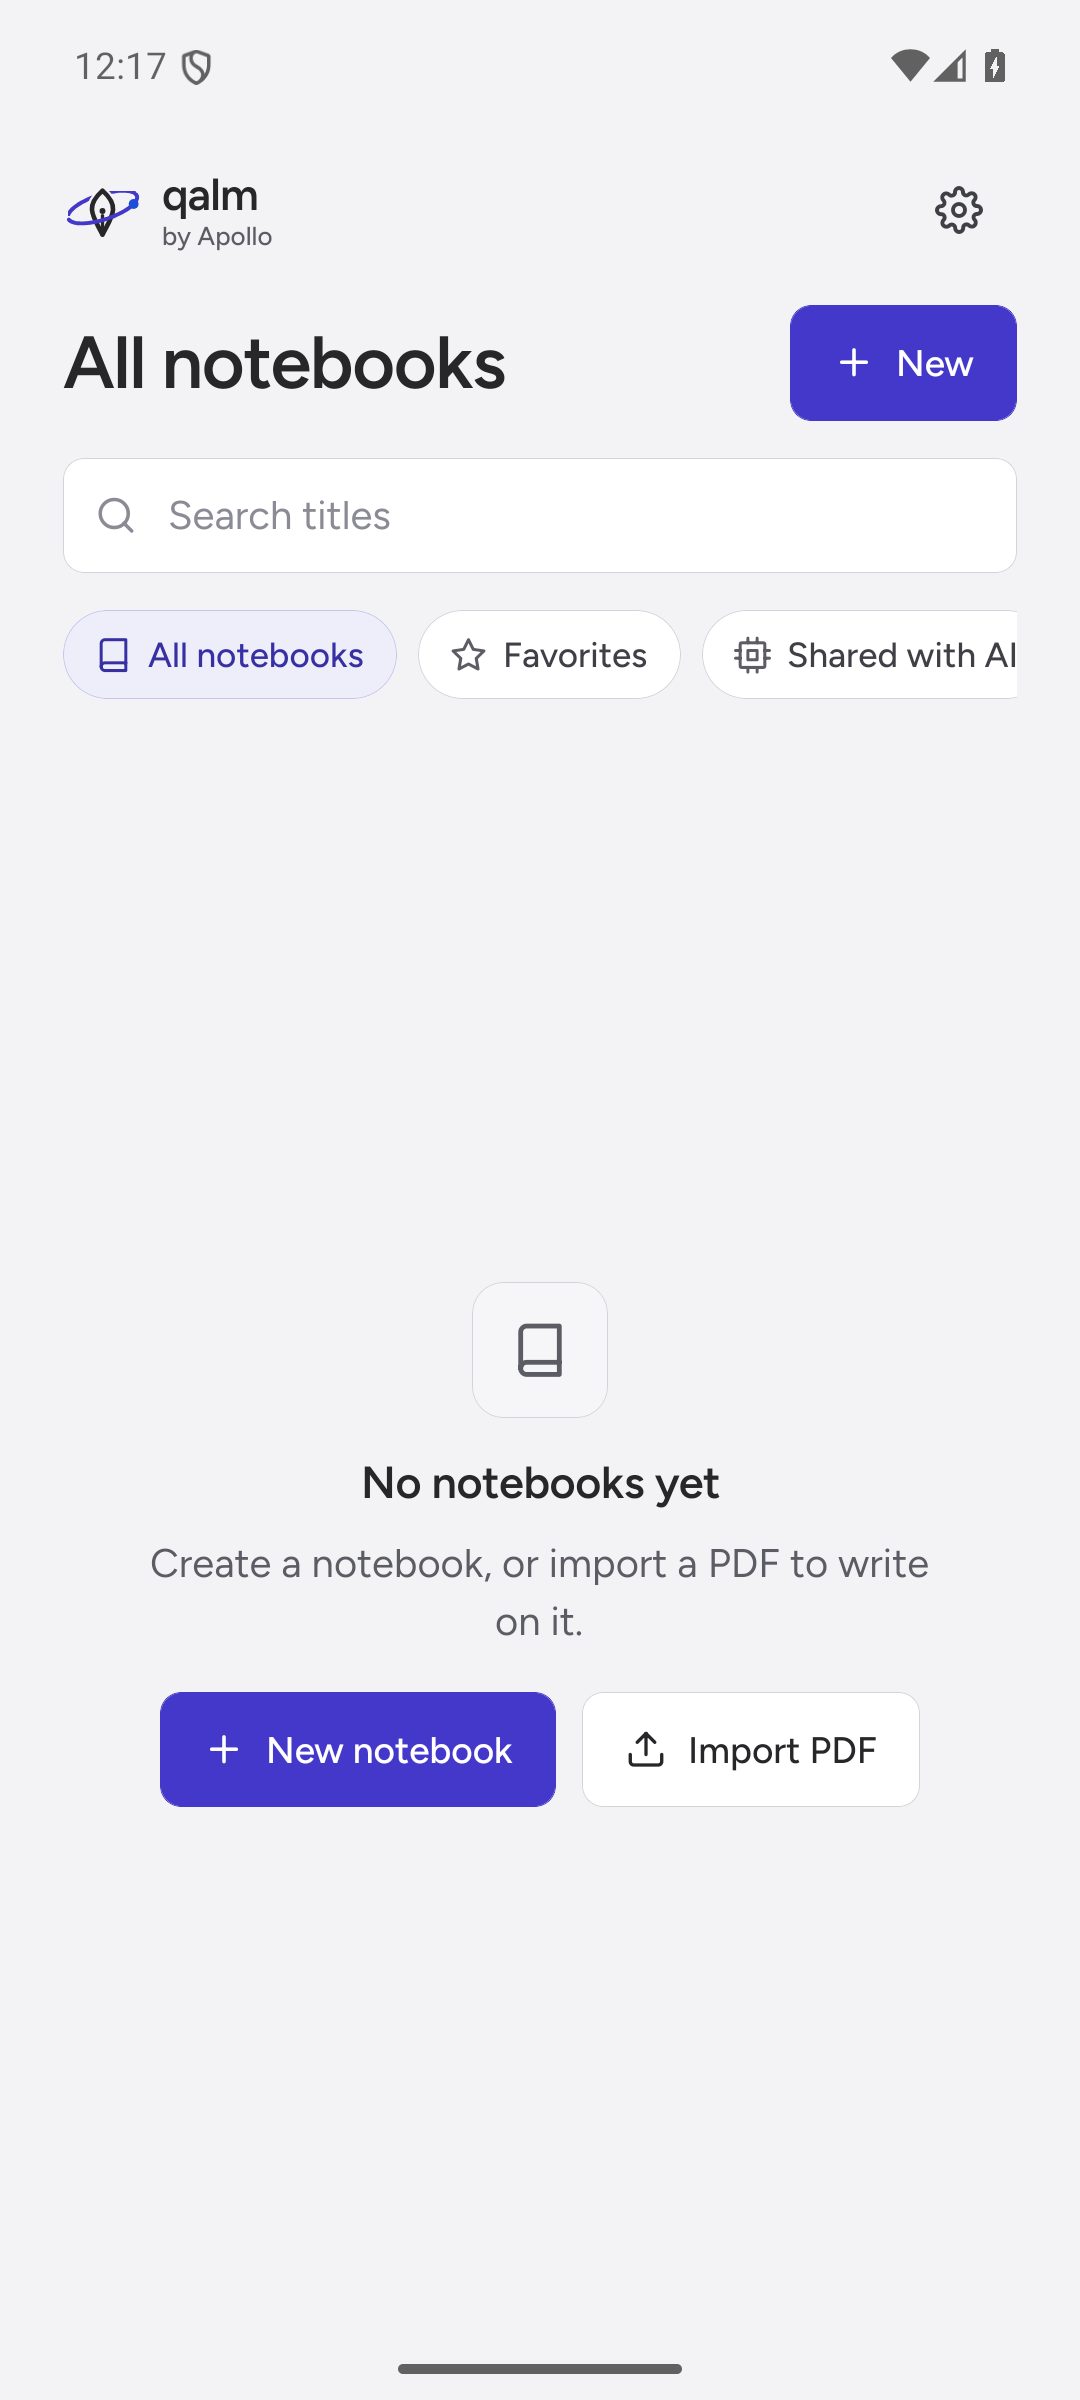 12:17
qalm
by Apollo
All notebooks
New
Search titles
All notebooks
Favorites
Shared with AI
No notebooks yet
Create a notebook, or import a PDF to write
on it.
New notebook
Import PDF